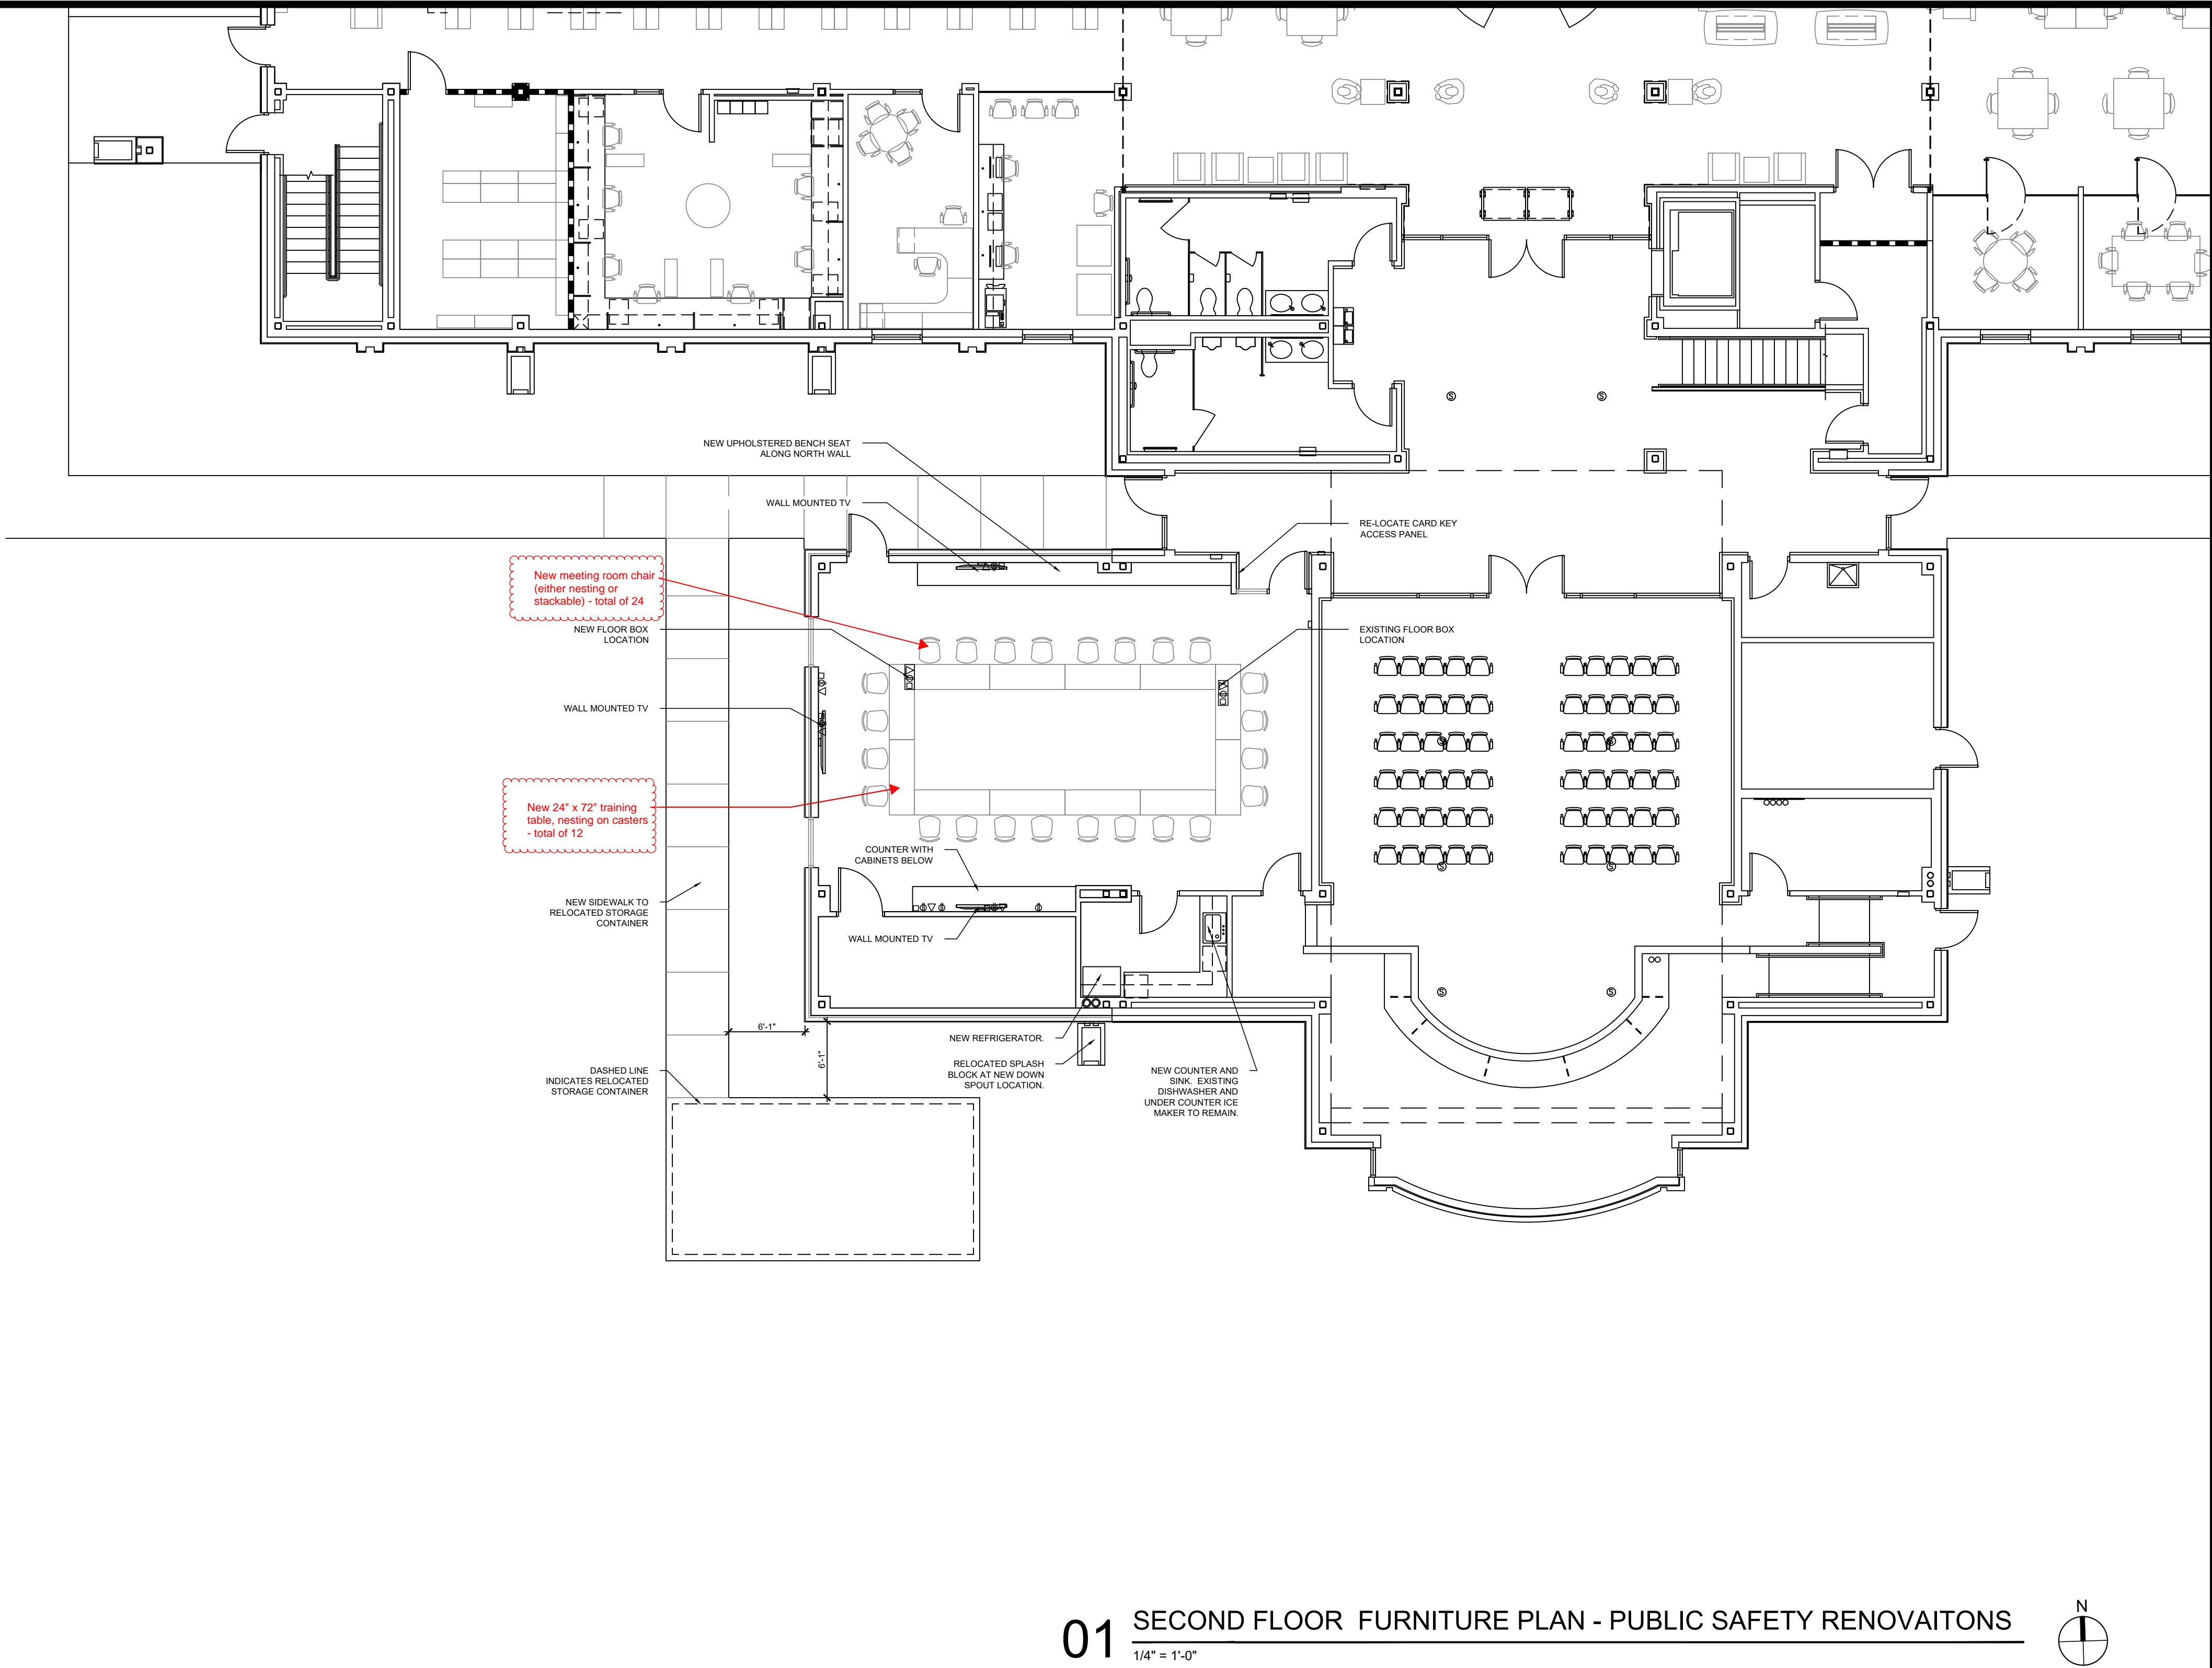 NEW UPHOLSTERED BENCH SEAT
ALONG NORTH WALL
WALL MOUNTED TV
RE-LOCATE CARD KEY
ACCESS PANEL
New meeting room chair
(either nesting or
stackable) - total of 24
NEW FLOOR BOX
LOCATION
EXISTING FLOOR BOX
LOCATION
WALL MOUNTED TV
New 24" x 72" training
table, nesting on casters
- total of 12
COUNTER WITH
CABINETS BELOW
NEW SIDEWALK TO
RELOCATED STORAGE
CONTAINER
WALL MOUNTED TV
6'-1"
6'-1"
NEW REFRIGERATOR.
RELOCATED SPLASH
BLOCK AT NEW DOWN
SPOUT LOCATION.
DASHED LINE
INDICATES RELOCATED
STORAGE CONTAINER
NEW COUNTER AND
SINK. EXISTING
DISHWASHER AND
UNDER COUNTER ICE
MAKER TO REMAIN.
S
S
S
S
S
S
S
S
01 SECOND FLOOR FURNITURE PLAN - PUBLIC SAFETY RENOVAITONS
1/4" = 1'-0"
N